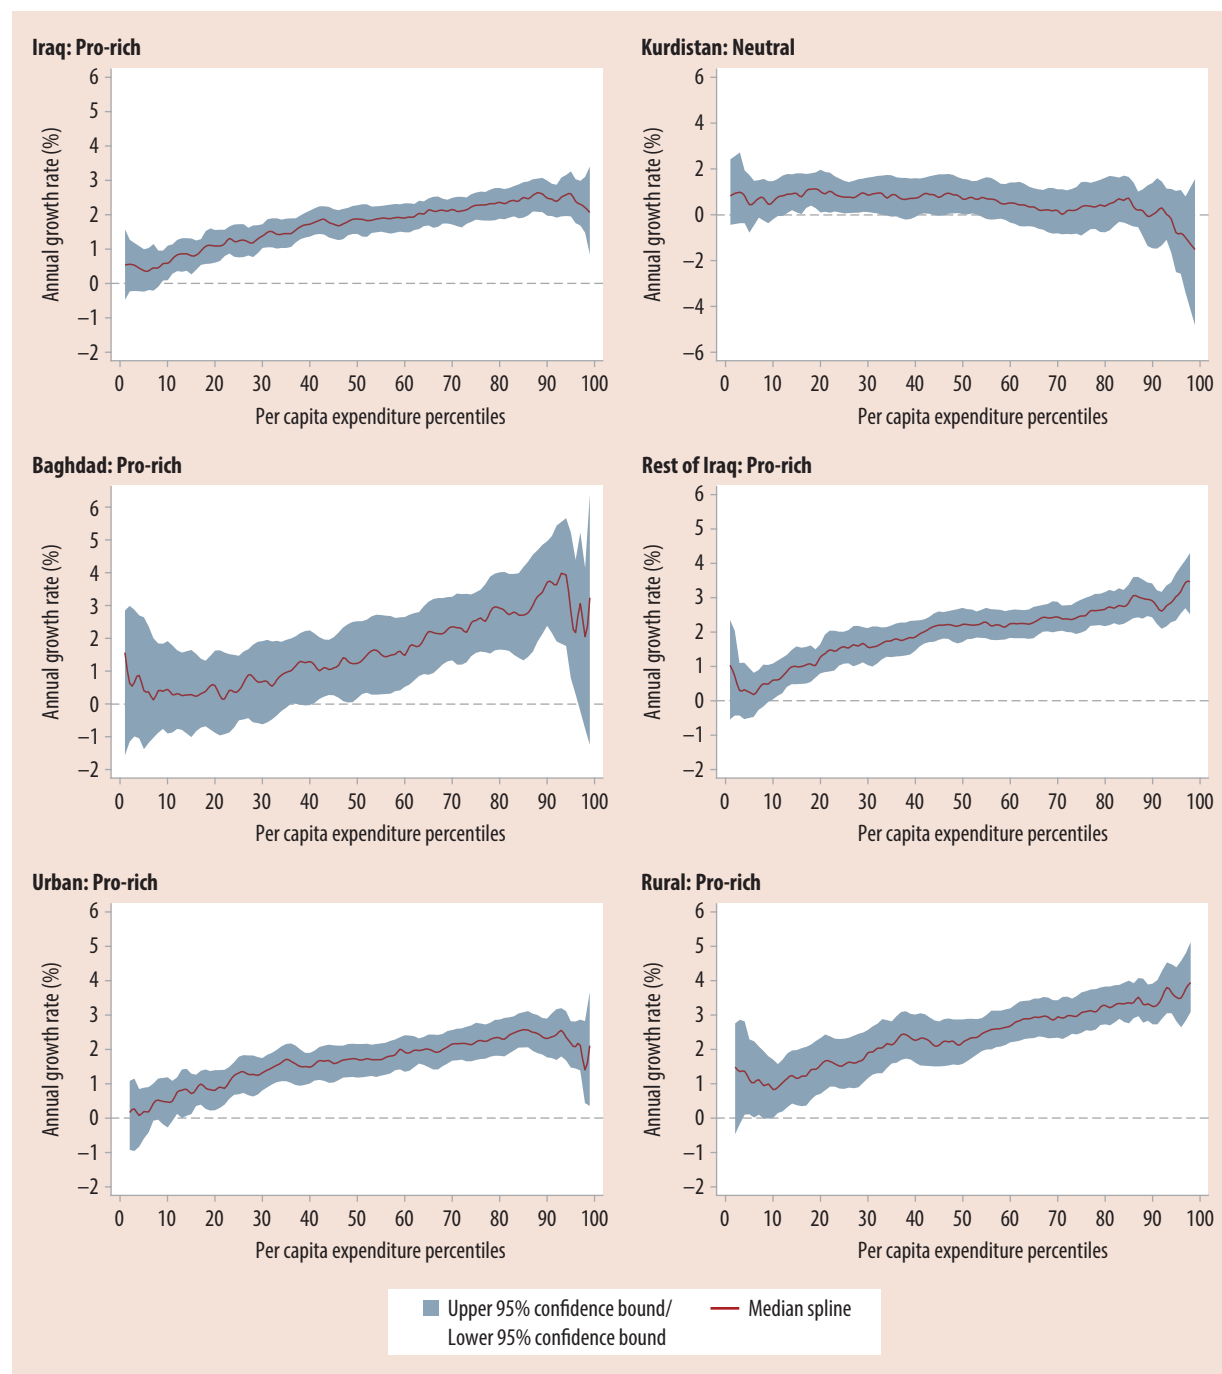 Iraq: Pro-rich
Annual growth rate (%)
6
5
4
3
2
1
0
–1
–2
0 10 20 30 40 50 60 70 80 90 100
Per capita expenditure percentiles
Kurdistan: Neutral
Annual growth rate (%)
6
4
2
0
–2
–4
–6
0 10 20 30 40 50 60 70 80 90 100
Per capita expenditure percentiles
Baghdad: Pro-rich
Annual growth rate (%)
6
5
4
3
2
1
0
–1
–2
0 10 20 30 40 50 60 70 80 90 100
Per capita expenditure percentiles
Rest of Iraq: Pro-rich
Annual growth rate (%)
6
5
4
3
2
1
0
–1
–2
0 10 20 30 40 50 60 70 80 90 100
Per capita expenditure percentiles
Urban: Pro-rich
Annual growth rate (%)
6
5
4
3
2
1
0
–1
–2
0 10 20 30 40 50 60 70 80 90 100
Per capita expenditure percentiles
Rural: Pro-rich
Annual growth rate (%)
6
5
4
3
2
1
0
–1
–2
0 10 20 30 40 50 60 70 80 90 100
Per capita expenditure percentiles
Upper 95% confidence bound/
Lower 95% confidence bound
Median spline